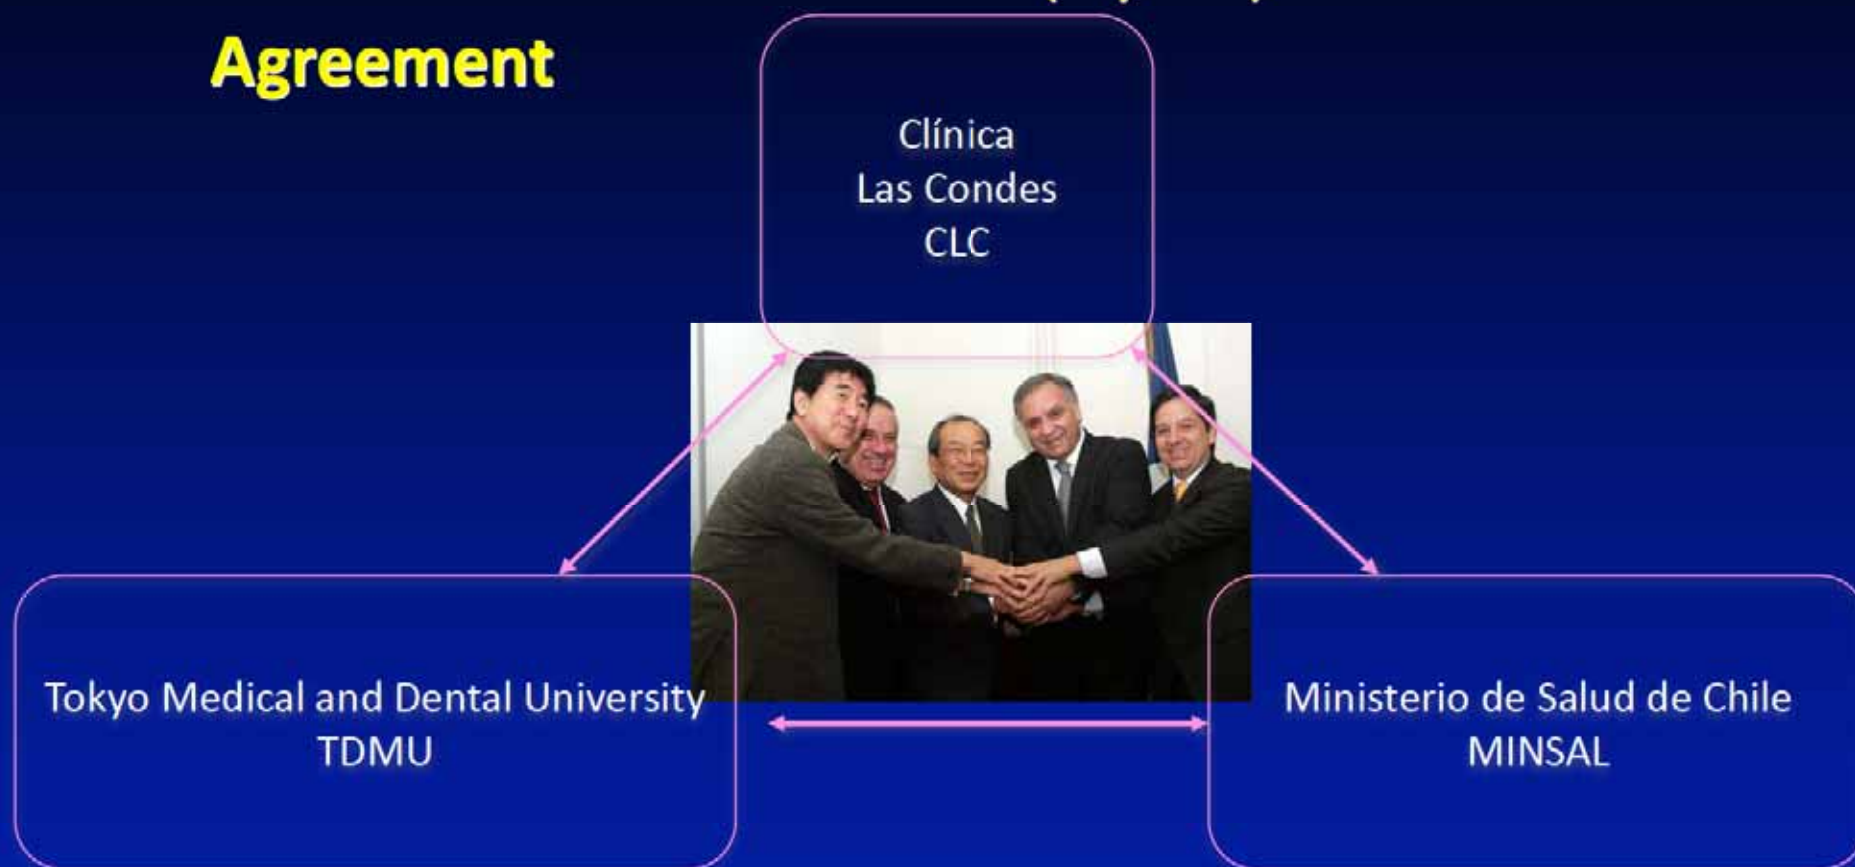 Agreement
Clínica
Las Condes
CLC
Tokyo Medical and Dental University
TDMU
Ministerio de Salud de Chile
MINSAL